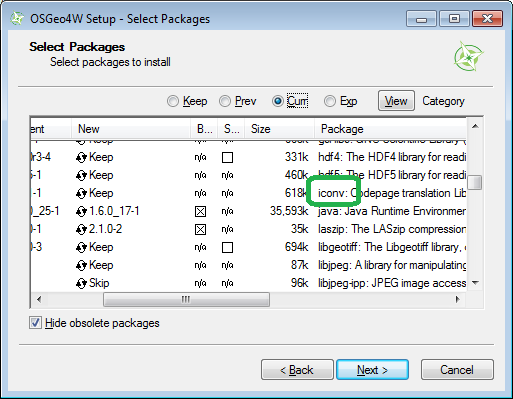 OSGeo4W Setup - Select Packages
Select Packages
Select packages to install
Keep Prev Curr Exp View Category
ent New B... S... Size Package
Keep n/a n/a
0r3-4 Keep n/a 331k hdf4: The HDF4 library for readi
-1 Keep n/a n/a 460k hdf5: The HDF5 library for readi
-1 Keep n/a n/a 618k iconv: Codepage translation Lib
0_25-1 1.6.0_17-1 n/a 35,593k java: Java Runtime Environmen
0-1 2.1.0-2 n/a 35k laszip: The LASzip compression
0-3 Keep n/a 694k libgeotiff: The Libgeotiff library, c
Keep n/a n/a 87k libjpeg: A library for manipulating
Skip n/a n/a 96k libjpeg-ipp: JPEG image access
Hide obsolete packages
< Back Next > Cancel